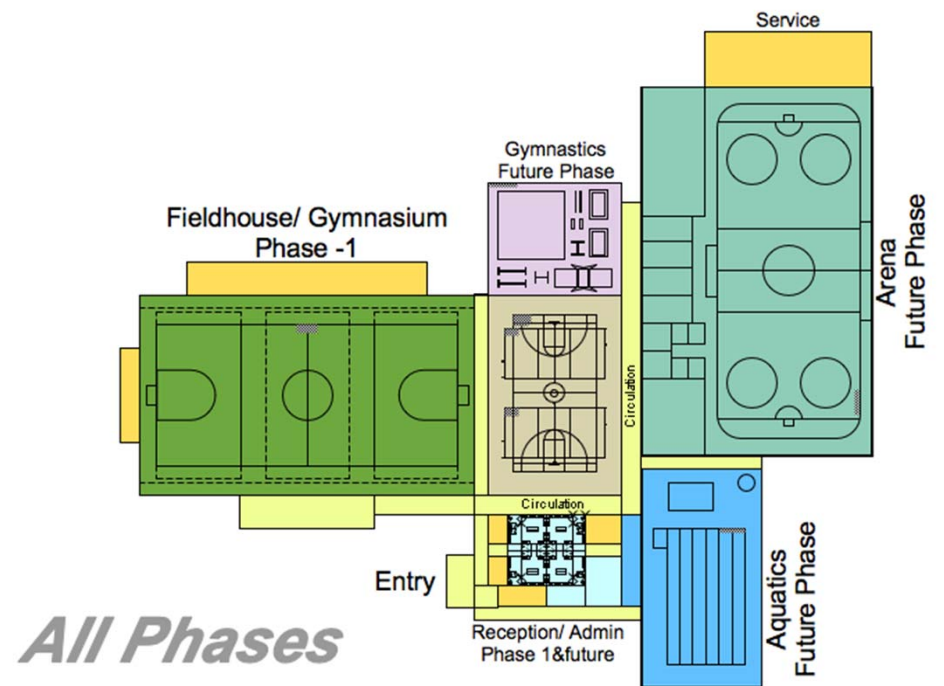 Service
Gymnastics
Future Phase
Fieldhouse/ Gymnasium
Phase -1
Arena
Future Phase
Circulation
Circulation
Entry
Aquatics
Future Phase
Reception/ Admin
Phase 1&future
All Phases